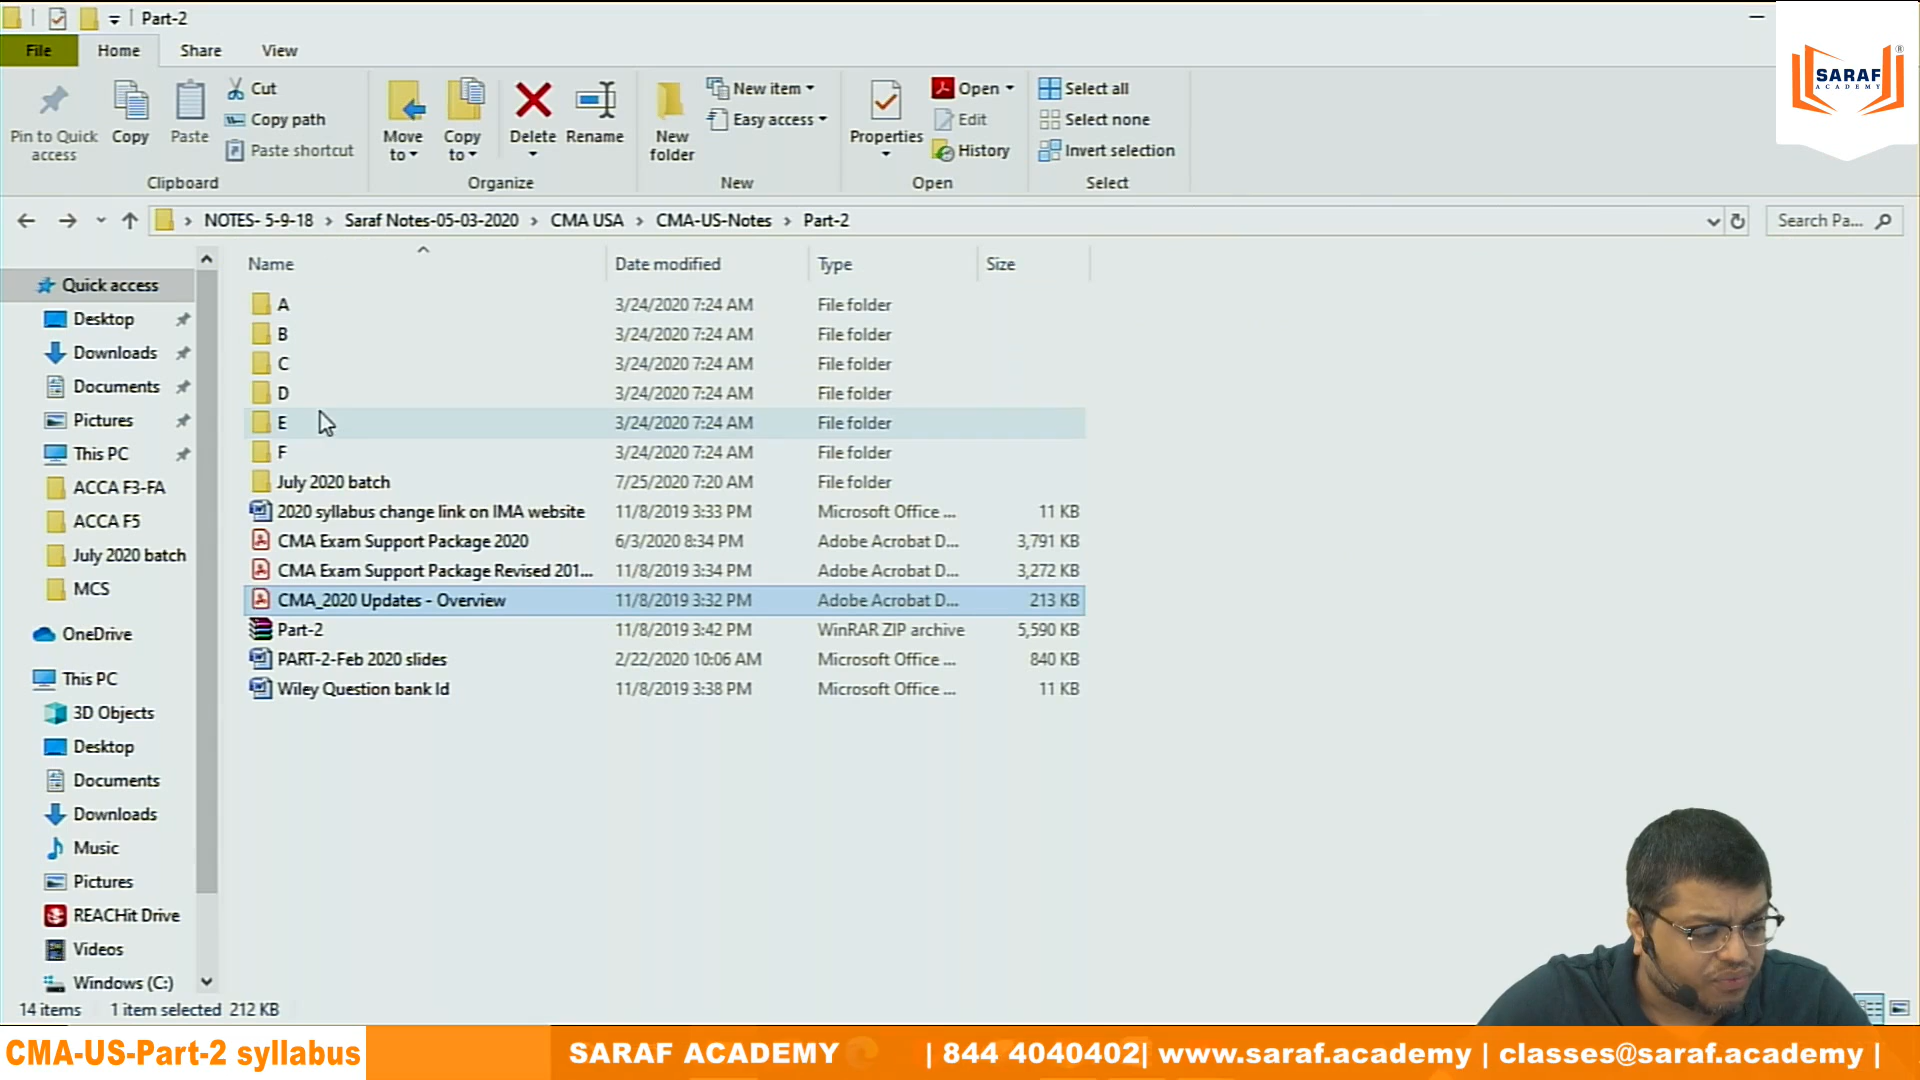 Part-2
File Home Share View
Pin to Quick access
Copy
Paste
Cut
Copy path
Paste shortcut
Clipboard
Move to
Copy to
Delete
Rename
Organize
New folder
New item
Easy access
New
Properties
Open
Edit
History
Open
Select all
Select none
Invert selection
Select
SARAF ®
ACADEMY
› NOTES- 5-9-18 › Saraf Notes-05-03-2020 › CMA USA › CMA-US-Notes › Part-2
Search Pa...
Quick access
Desktop
Downloads
Documents
Pictures
This PC
ACCA F3-FA
ACCA F5
July 2020 batch
MCS
OneDrive
This PC
3D Objects
Desktop
Documents
Downloads
Music
Pictures
REACHit Drive
Videos
Windows (C:)
Name Date modified Type Size
A 3/24/2020 7:24 AM File folder
B 3/24/2020 7:24 AM File folder
C 3/24/2020 7:24 AM File folder
D 3/24/2020 7:24 AM File folder
E 3/24/2020 7:24 AM File folder
F 3/24/2020 7:24 AM File folder
July 2020 batch 7/25/2020 7:20 AM File folder
2020 syllabus change link on IMA website 11/8/2019 3:33 PM Microsoft Office ... 11 KB
CMA Exam Support Package 2020 6/3/2020 8:34 PM Adobe Acrobat D... 3,791 KB
CMA Exam Support Package Revised 201... 11/8/2019 3:34 PM Adobe Acrobat D... 3,272 KB
CMA_2020 Updates - Overview 11/8/2019 3:32 PM Adobe Acrobat D... 213 KB
Part-2 11/8/2019 3:42 PM WinRAR ZIP archive 5,590 KB
PART-2-Feb 2020 slides 2/22/2020 10:06 AM Microsoft Office ... 840 KB
Wiley Question bank Id 11/8/2019 3:38 PM Microsoft Office ... 11 KB
14 items 1 item selected 212 KB
CMA-US-Part-2 syllabus
SARAF ACADEMY | 844 4040402| www.saraf.academy | classes@saraf.academy |